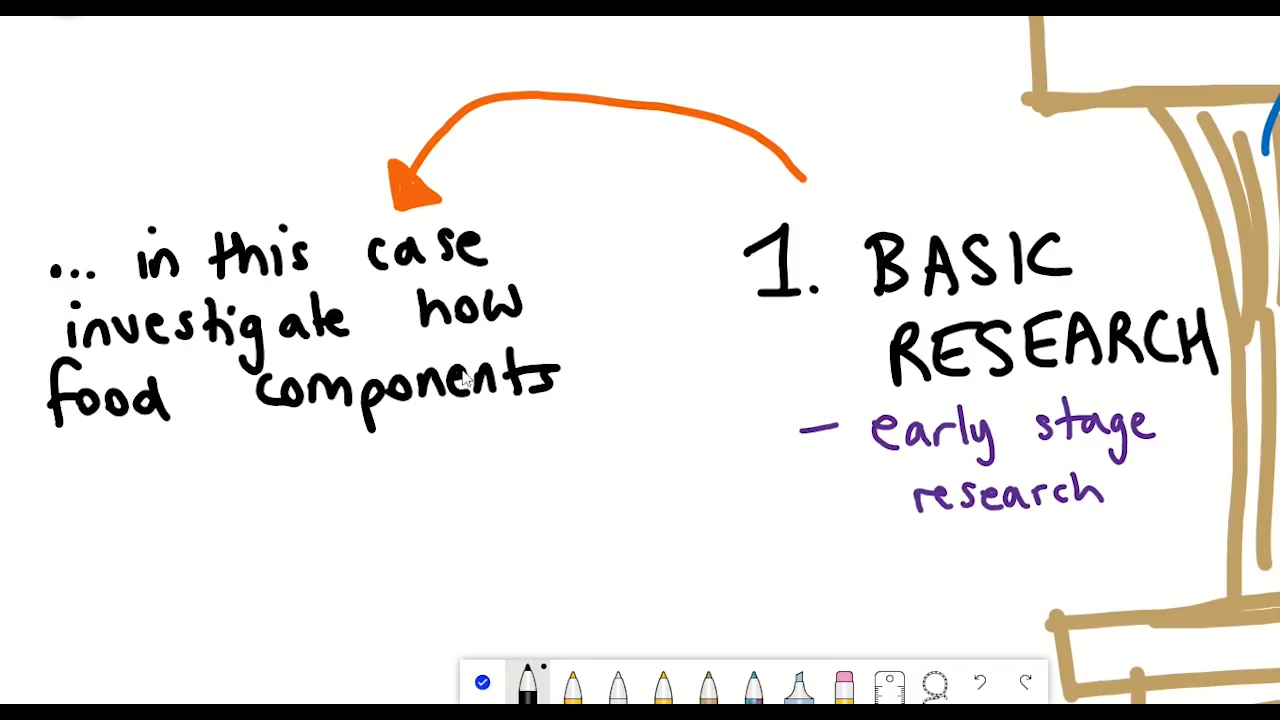 ... in this case
investigate how
food components
1. BASIC
RESEARCH
- early stage
research